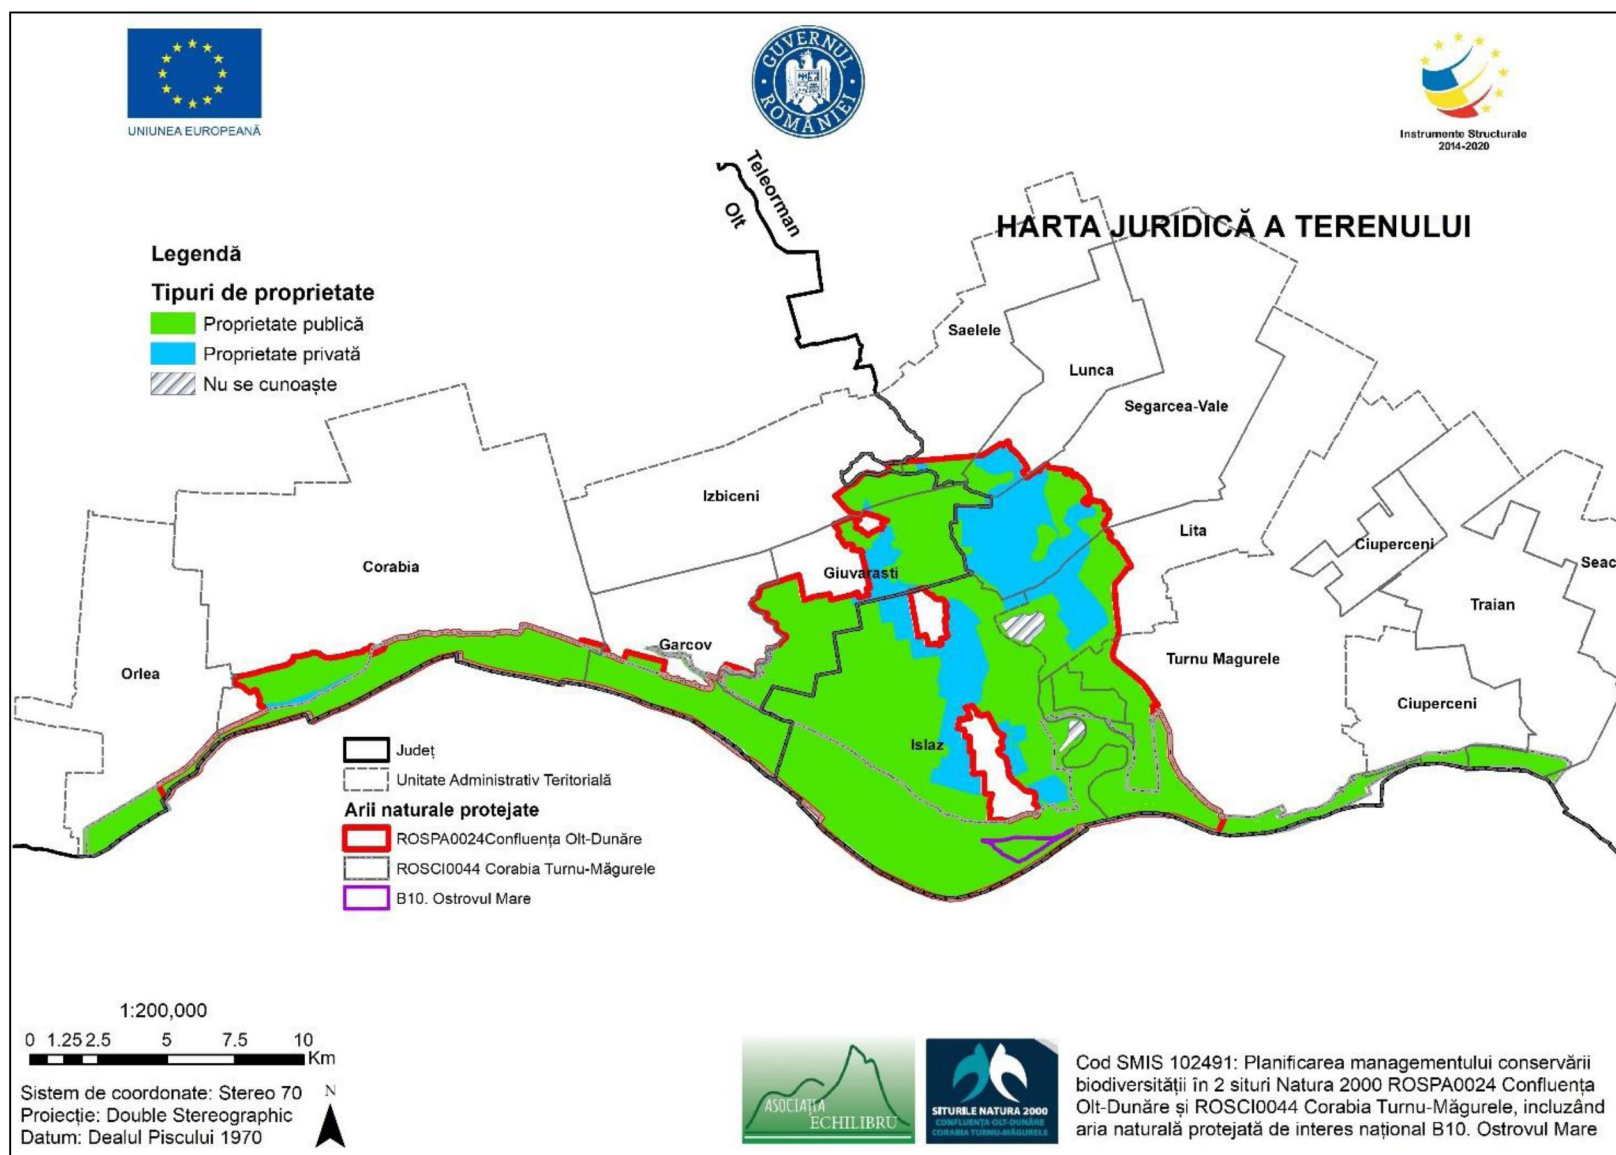 UNIUNEA EUROPEANĂ
GUVERNUL ROMÂNIEI
Instrumente Structurale
2014-2020
HARTA JURIDICĂ A TERENULUI
Teleorman
Olt
Legendă
Tipuri de proprietate
Proprietate publică
Proprietate privată
Nu se cunoaște
Saelele
Lunca
Segarcea-Vale
Izbiceni
Corabia
Giuvarasti
Lita
Ciuperceni
Seac
Traian
Garcov
Orlea
Turnu Magurele
Ciuperceni
Islaz
Județ
Unitate Administrativ Teritorială
Arii naturale protejate
ROSPA0024Confluența Olt-Dunăre
ROSCI0044 Corabia Turnu-Măgurele
B10. Ostrovul Mare
1:200,000
0 1.25 2.5 5 7.5 10
Km
Sistem de coordonate: Stereo 70
Proiecție: Double Stereographic
Datum: Dealul Piscului 1970
N
ASOCIAȚIA
ECHILIBRU
SITURILE NATURA 2000
CONFLUENȚA OLT-DUNĂRE
CORABIA TURNU-MĂGURELE
Cod SMIS 102491: Planificarea managementului conservării
biodiversității în 2 situri Natura 2000 ROSPA0024 Confluența
Olt-Dunăre și ROSCI0044 Corabia Turnu-Măgurele, incluzând
aria naturală protejată de interes național B10. Ostrovul Mare